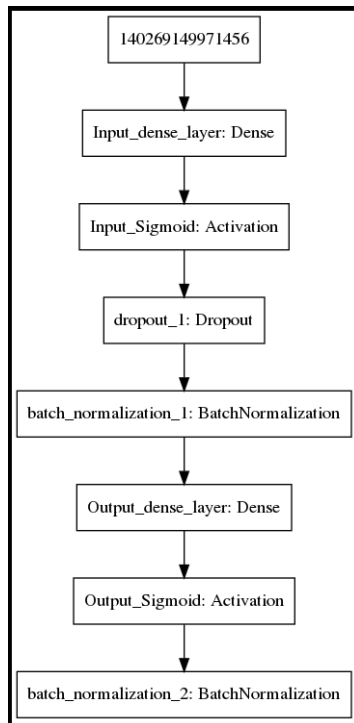 140269149971456
Input_dense_layer: Dense
Input_Sigmoid: Activation
dropout_1: Dropout
batch_normalization_1: BatchNormalization
Output_dense_layer: Dense
Output_Sigmoid: Activation
batch_normalization_2: BatchNormalization